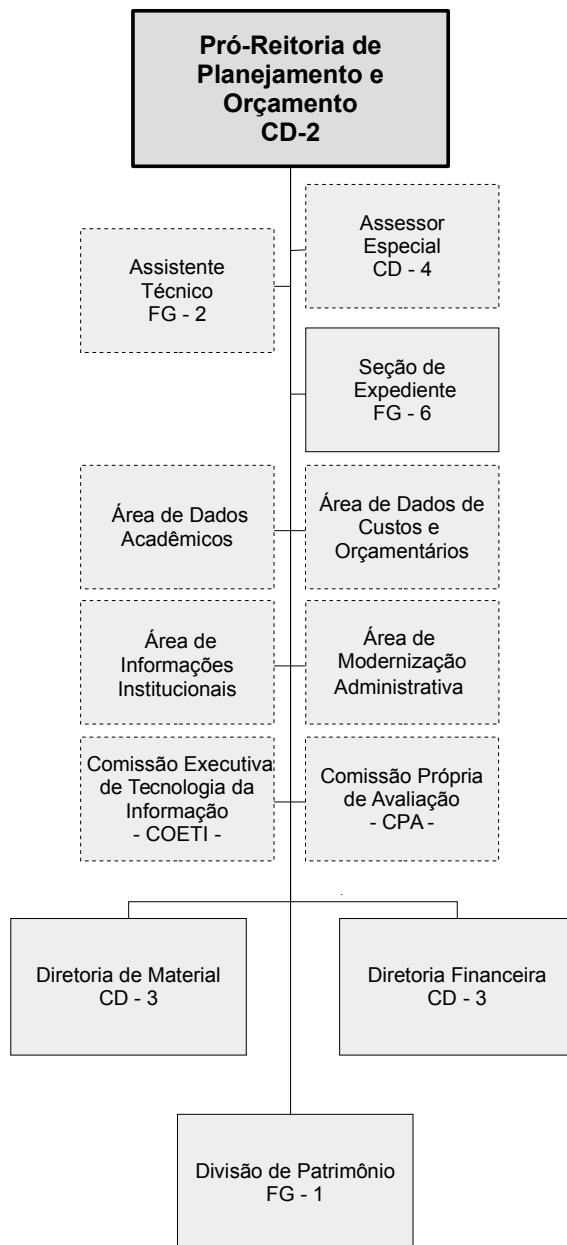 Pró-Reitoria de
Planejamento e
Orçamento
CD-2
Assessor
Especial
CD - 4
Assistente
Técnico
FG - 2
Seção de
Expediente
FG - 6
Área de Dados
Acadêmicos
Área de Dados de
Custos e
Orçamentários
Área de
Informações
Institucionais
Área de
Modernização
Administrativa
Comissão Executiva
de Tecnologia da
Informação
- COETI -
Comissão Própria
de Avaliação
- CPA -
Diretoria de Material
CD - 3
Diretoria Financeira
CD - 3
Divisão de Patrimônio
FG - 1